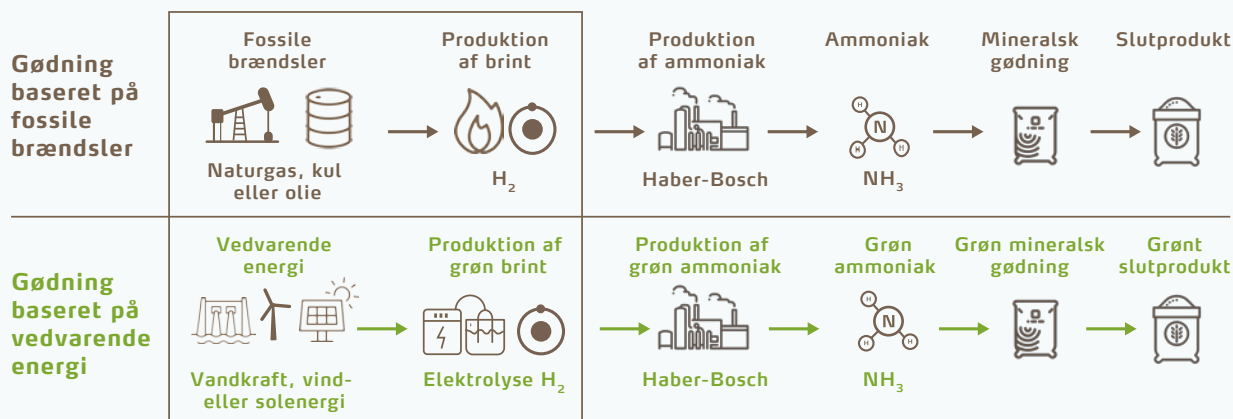 Gødning
baseret på
fossile
brændsler
Fossile
brændsler
Naturgas, kul
eller olie
Produktion
af brint
H₂
Produktion
af ammoniak
Haber-Bosch
Ammoniak
N
H
H
H
NH₃
Mineralsk
gødning
Slutprodukt
Gødning
baseret på
vedvarende
energi
Vedvarende
energi
Vandkraft, vind-
eller solenergi
Produktion af
grøn brint
Elektrolyse H₂
Produktion af
grøn ammoniak
Haber-Bosch
Grøn
ammoniak
H
N
H
H
NH₃
Grøn mineralsk
gødning
Grønt
slutprodukt